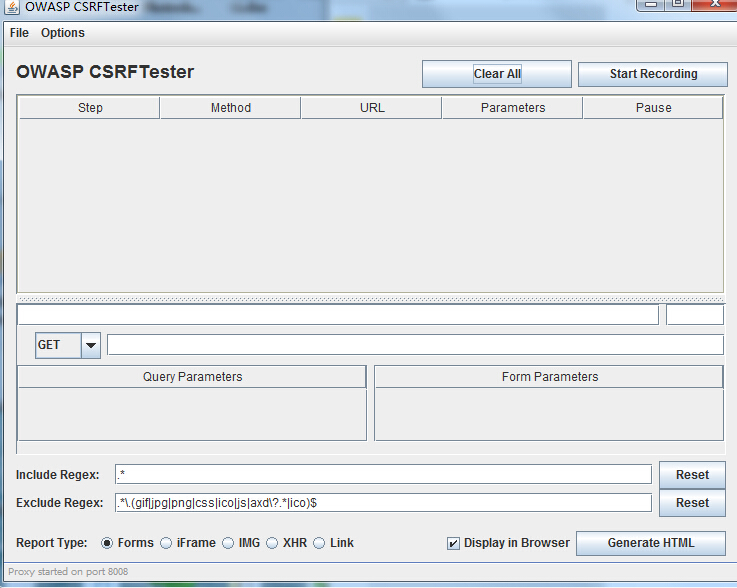 OWASP CSRFTester
File Options
OWASP CSRFTester
Clear All
Start Recording
Step Method URL Parameters Pause
GET
Query Parameters
Form Parameters
Include Regex: .*
Reset
Exclude Regex: .*\.(gif|jpg|png|css|ico|js|axd\?.*|ico)$
Reset
Report Type: Forms iFrame IMG XHR Link
Display in Browser
Generate HTML
Proxy started on port 8008